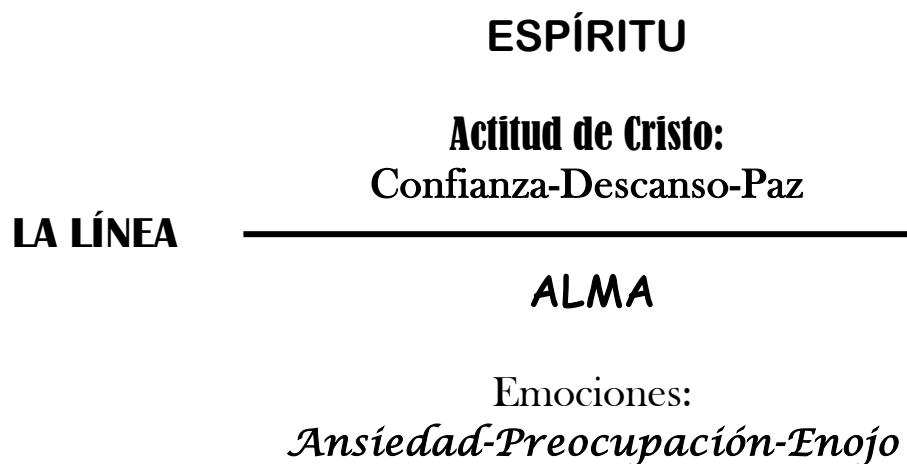 ESPÍRITU
Actitud de Cristo:
Confianza-Descanso-Paz
LA LÍNEA
ALMA
Emociones:
Ansiedad-Preocupación-Enojo